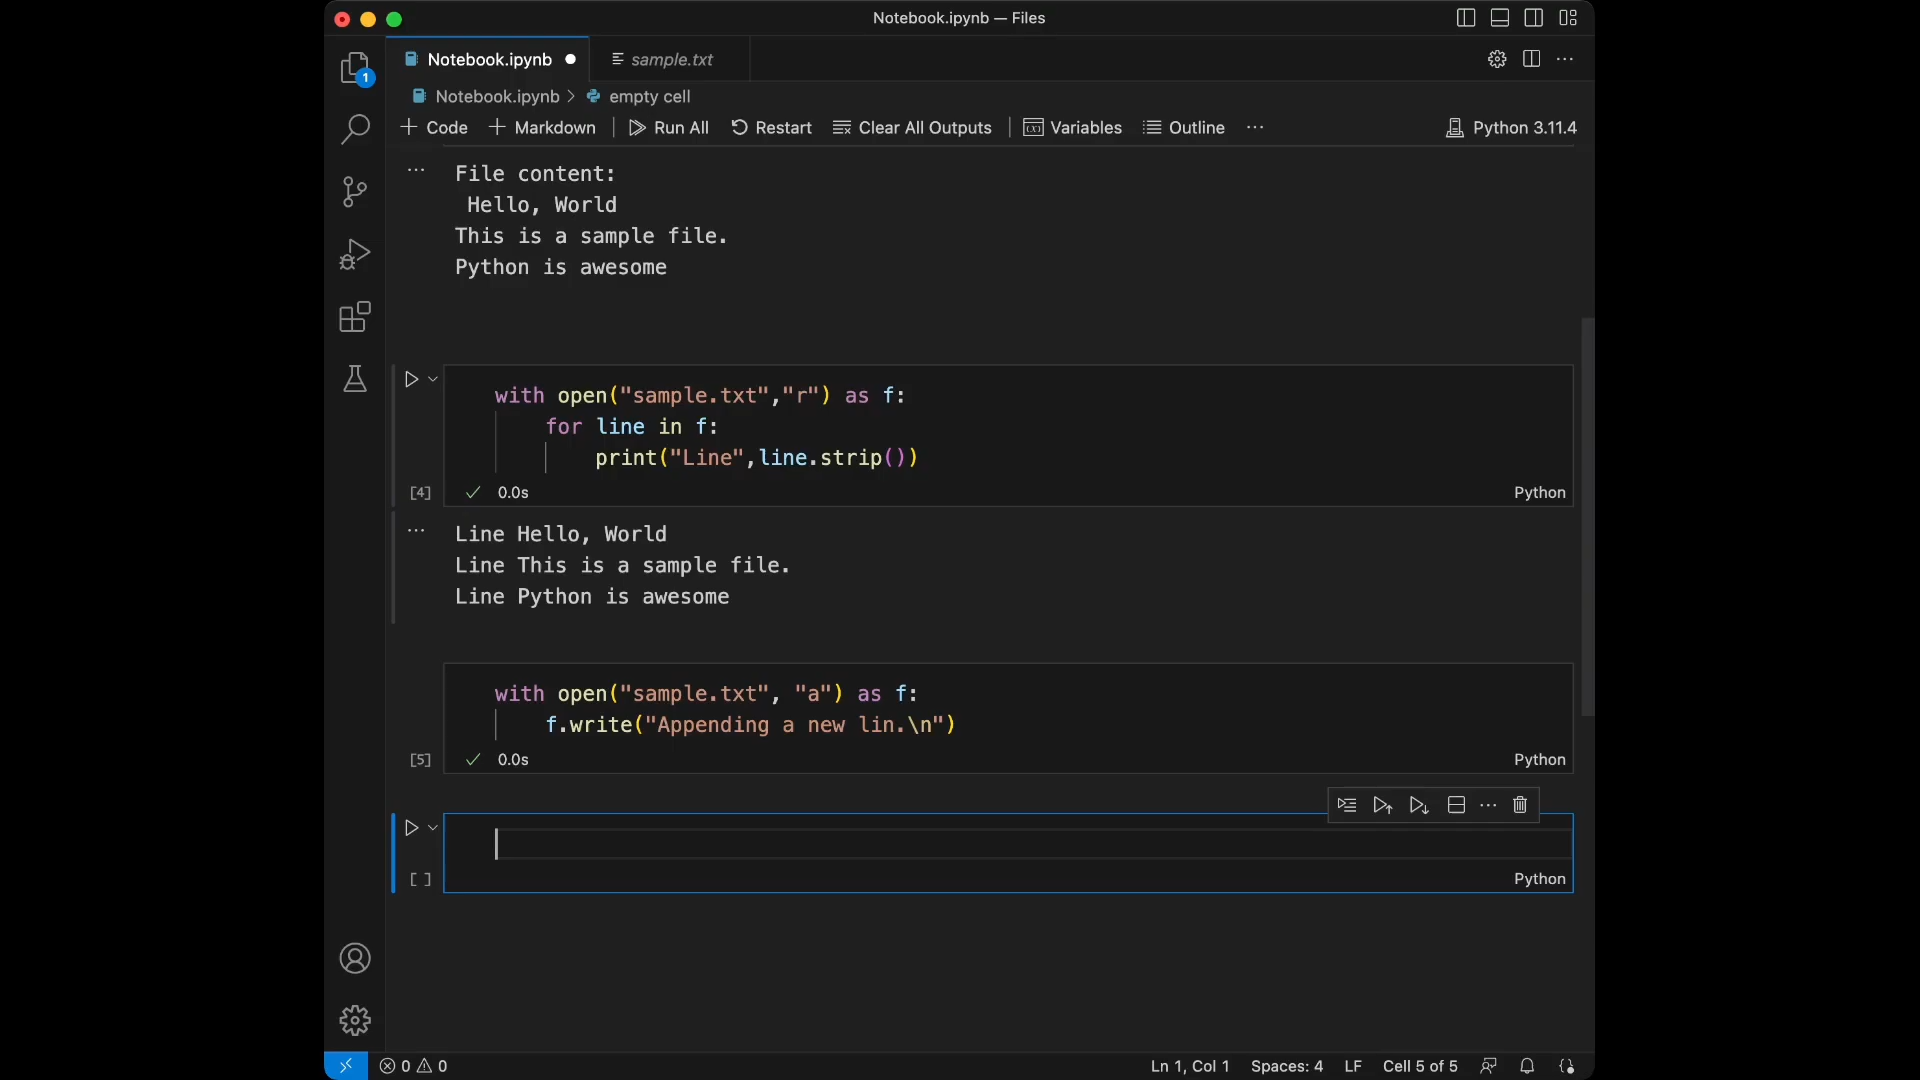 Notebook.ipynb — Files
Notebook.ipynb
sample.txt
1
Notebook.ipynb > empty cell
Code
Markdown
Run All
Restart
Clear All Outputs
Variables
Outline
Python 3.11.4
File content:
Hello, World
This is a sample file.
Python is awesome
with open("sample.txt","r") as f:
for line in f:
print("Line",line.strip())
[4] 0.0s Python
Line Hello, World
Line This is a sample file.
Line Python is awesome
with open("sample.txt", "a") as f:
f.write("Appending a new lin.\n")
[5] 0.0s Python
[ ] Python
0 0
Ln 1, Col 1
Spaces: 4
LF
Cell 5 of 5